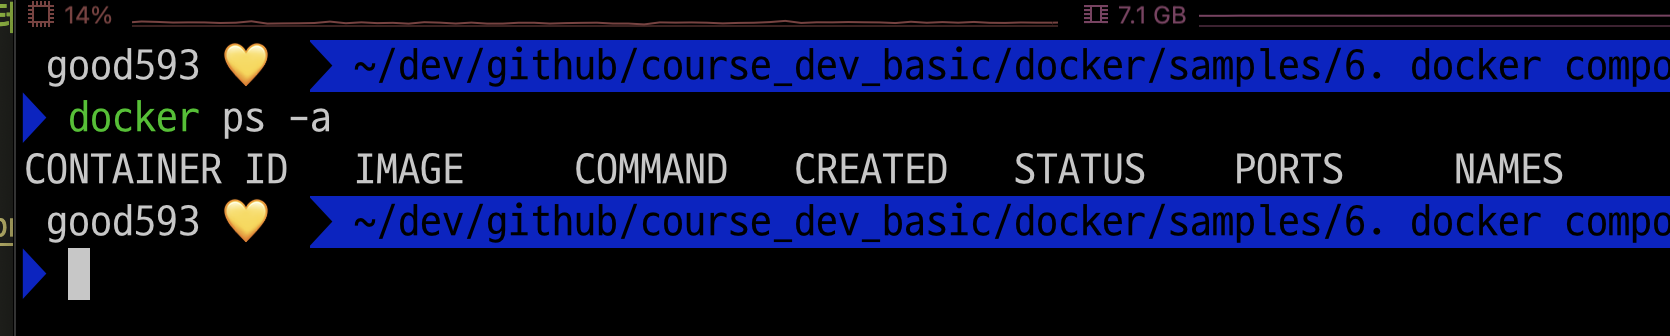 14% 7.1 GB
good593 💛 ~/dev/github/course_dev_basic/docker/samples/6. docker compo
docker ps -a
CONTAINER ID IMAGE COMMAND CREATED STATUS PORTS NAMES
good593 💛 ~/dev/github/course_dev_basic/docker/samples/6. docker compo